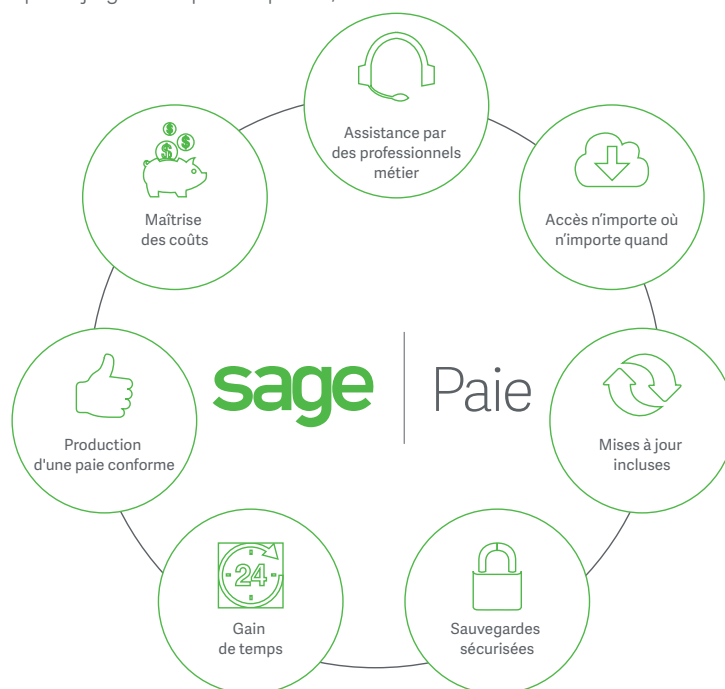 Assistance par
des professionnels
métier
Accès n'importe où
n'importe quand
Mises à jour
incluses
Sauvegardes
sécurisées
24
Gain
de temps
Production
d'une paie conforme
Maîtrise
des coûts
$
$
$
sage
Paie